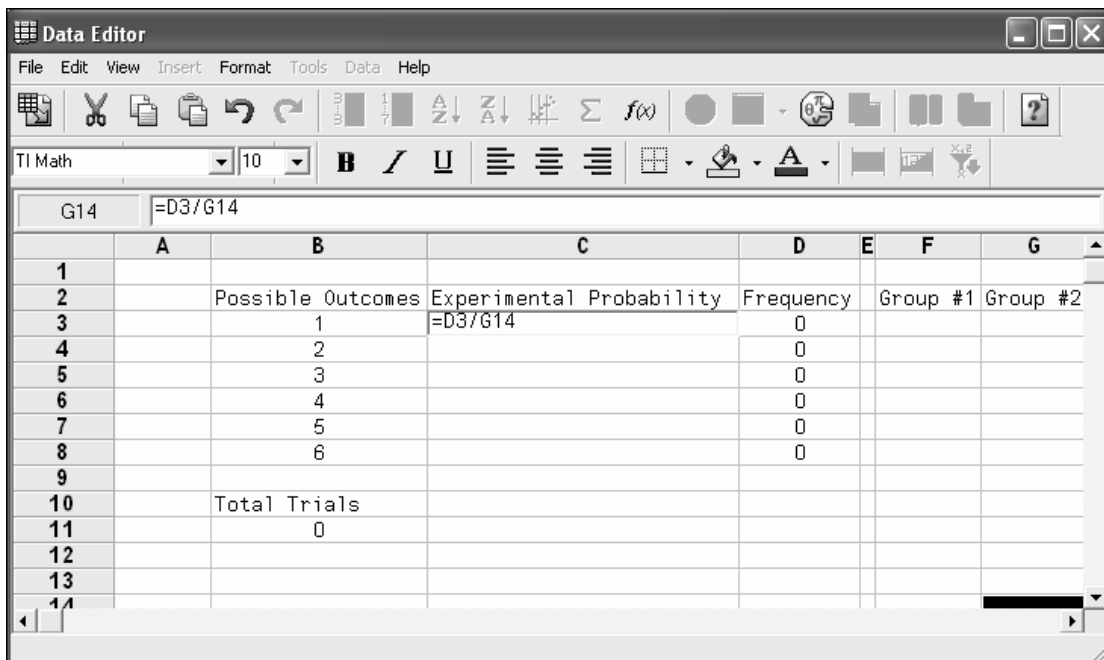 Data Editor
File Edit View Insert Format Tools Data Help
TI Math 10 B I U
G14 =D3/G14
A B C D E F G
1
2 Possible Outcomes Experimental Probability Frequency Group #1 Group #2
3 1 =D3/G14 0
4 2 0
5 3 0
6 4 0
7 5 0
8 6 0
9
10 Total Trials
11 0
12
13
14